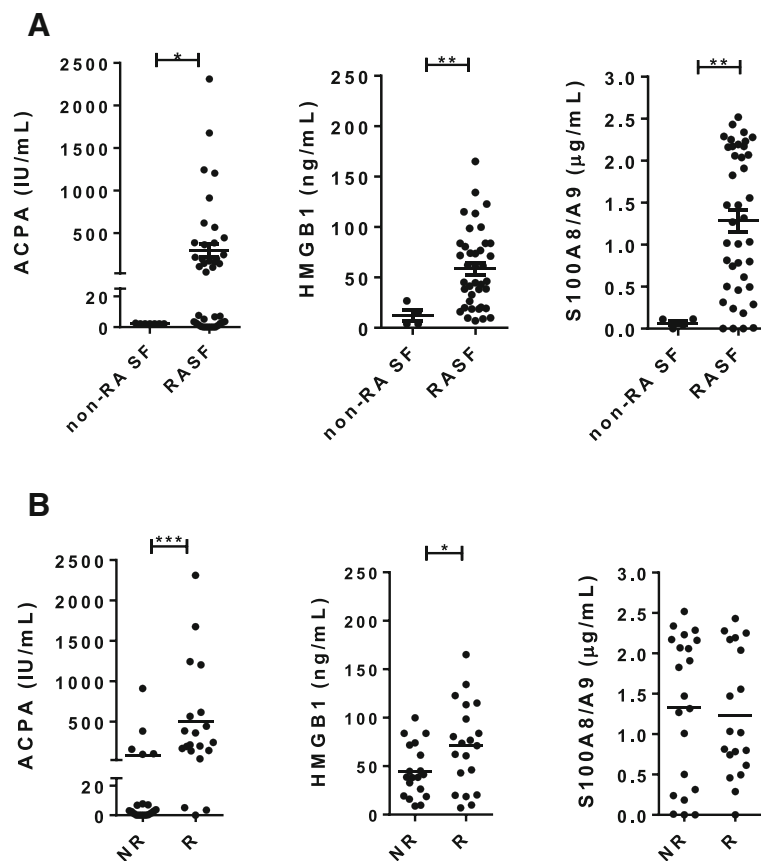 A
ACPA (IU/mL)
2500
2000
1500
1000
500
20
0
*
non-RA SF
RASF
HMGB1 (ng/mL)
250
200
150
100
50
0
**
non-RA SF
RASF
S100A8/A9 (μg/mL)
3.0
2.5
2.0
1.5
1.0
0.5
0.0
**
non-RA SF
RASF
B
ACPA (IU/mL)
2500
2000
1500
1000
500
20
0
***
NR
R
HMGB1 (ng/mL)
250
200
150
100
50
0
*
NR
R
S100A8/A9 (μg/mL)
3.0
2.5
2.0
1.5
1.0
0.5
0.0
NR
R